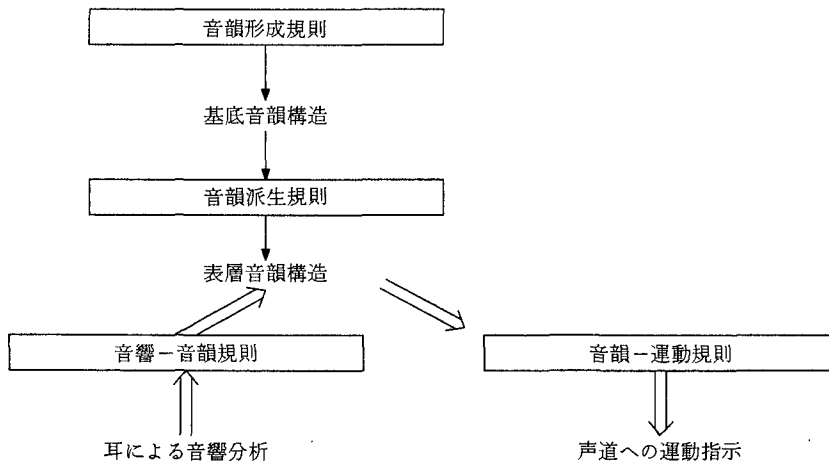 音韻形成規則
基底音韻構造
音韻派生規則
表層音韻構造
音響－音韻規則
音韻－運動規則
耳による音響分析
声道への運動指示